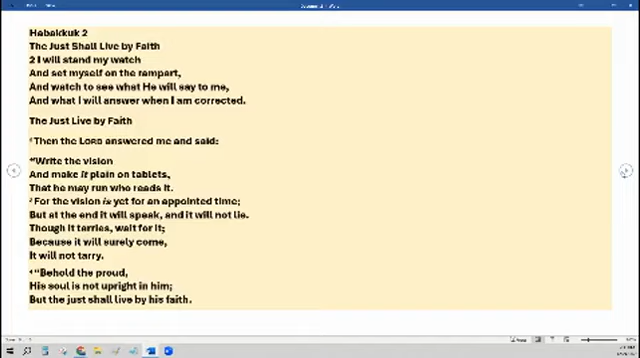 Habakkuk 2
The Just Shall Live by Faith
2 I will stand my watch
And set myself on the rampart,
And watch to see what He will say to me,
And what I will answer when I am corrected.
The Just Live by Faith
2 Then the LORD answered me and said:
“Write the vision
And make it plain on tablets,
That he may run who reads it.
3 For the vision is yet for an appointed time;
But at the end it will speak, and it will not lie.
Though it tarries, wait for it;
Because it will surely come,
It will not tarry.
4 “Behold the proud,
His soul is not upright in him;
But the just shall live by his faith.